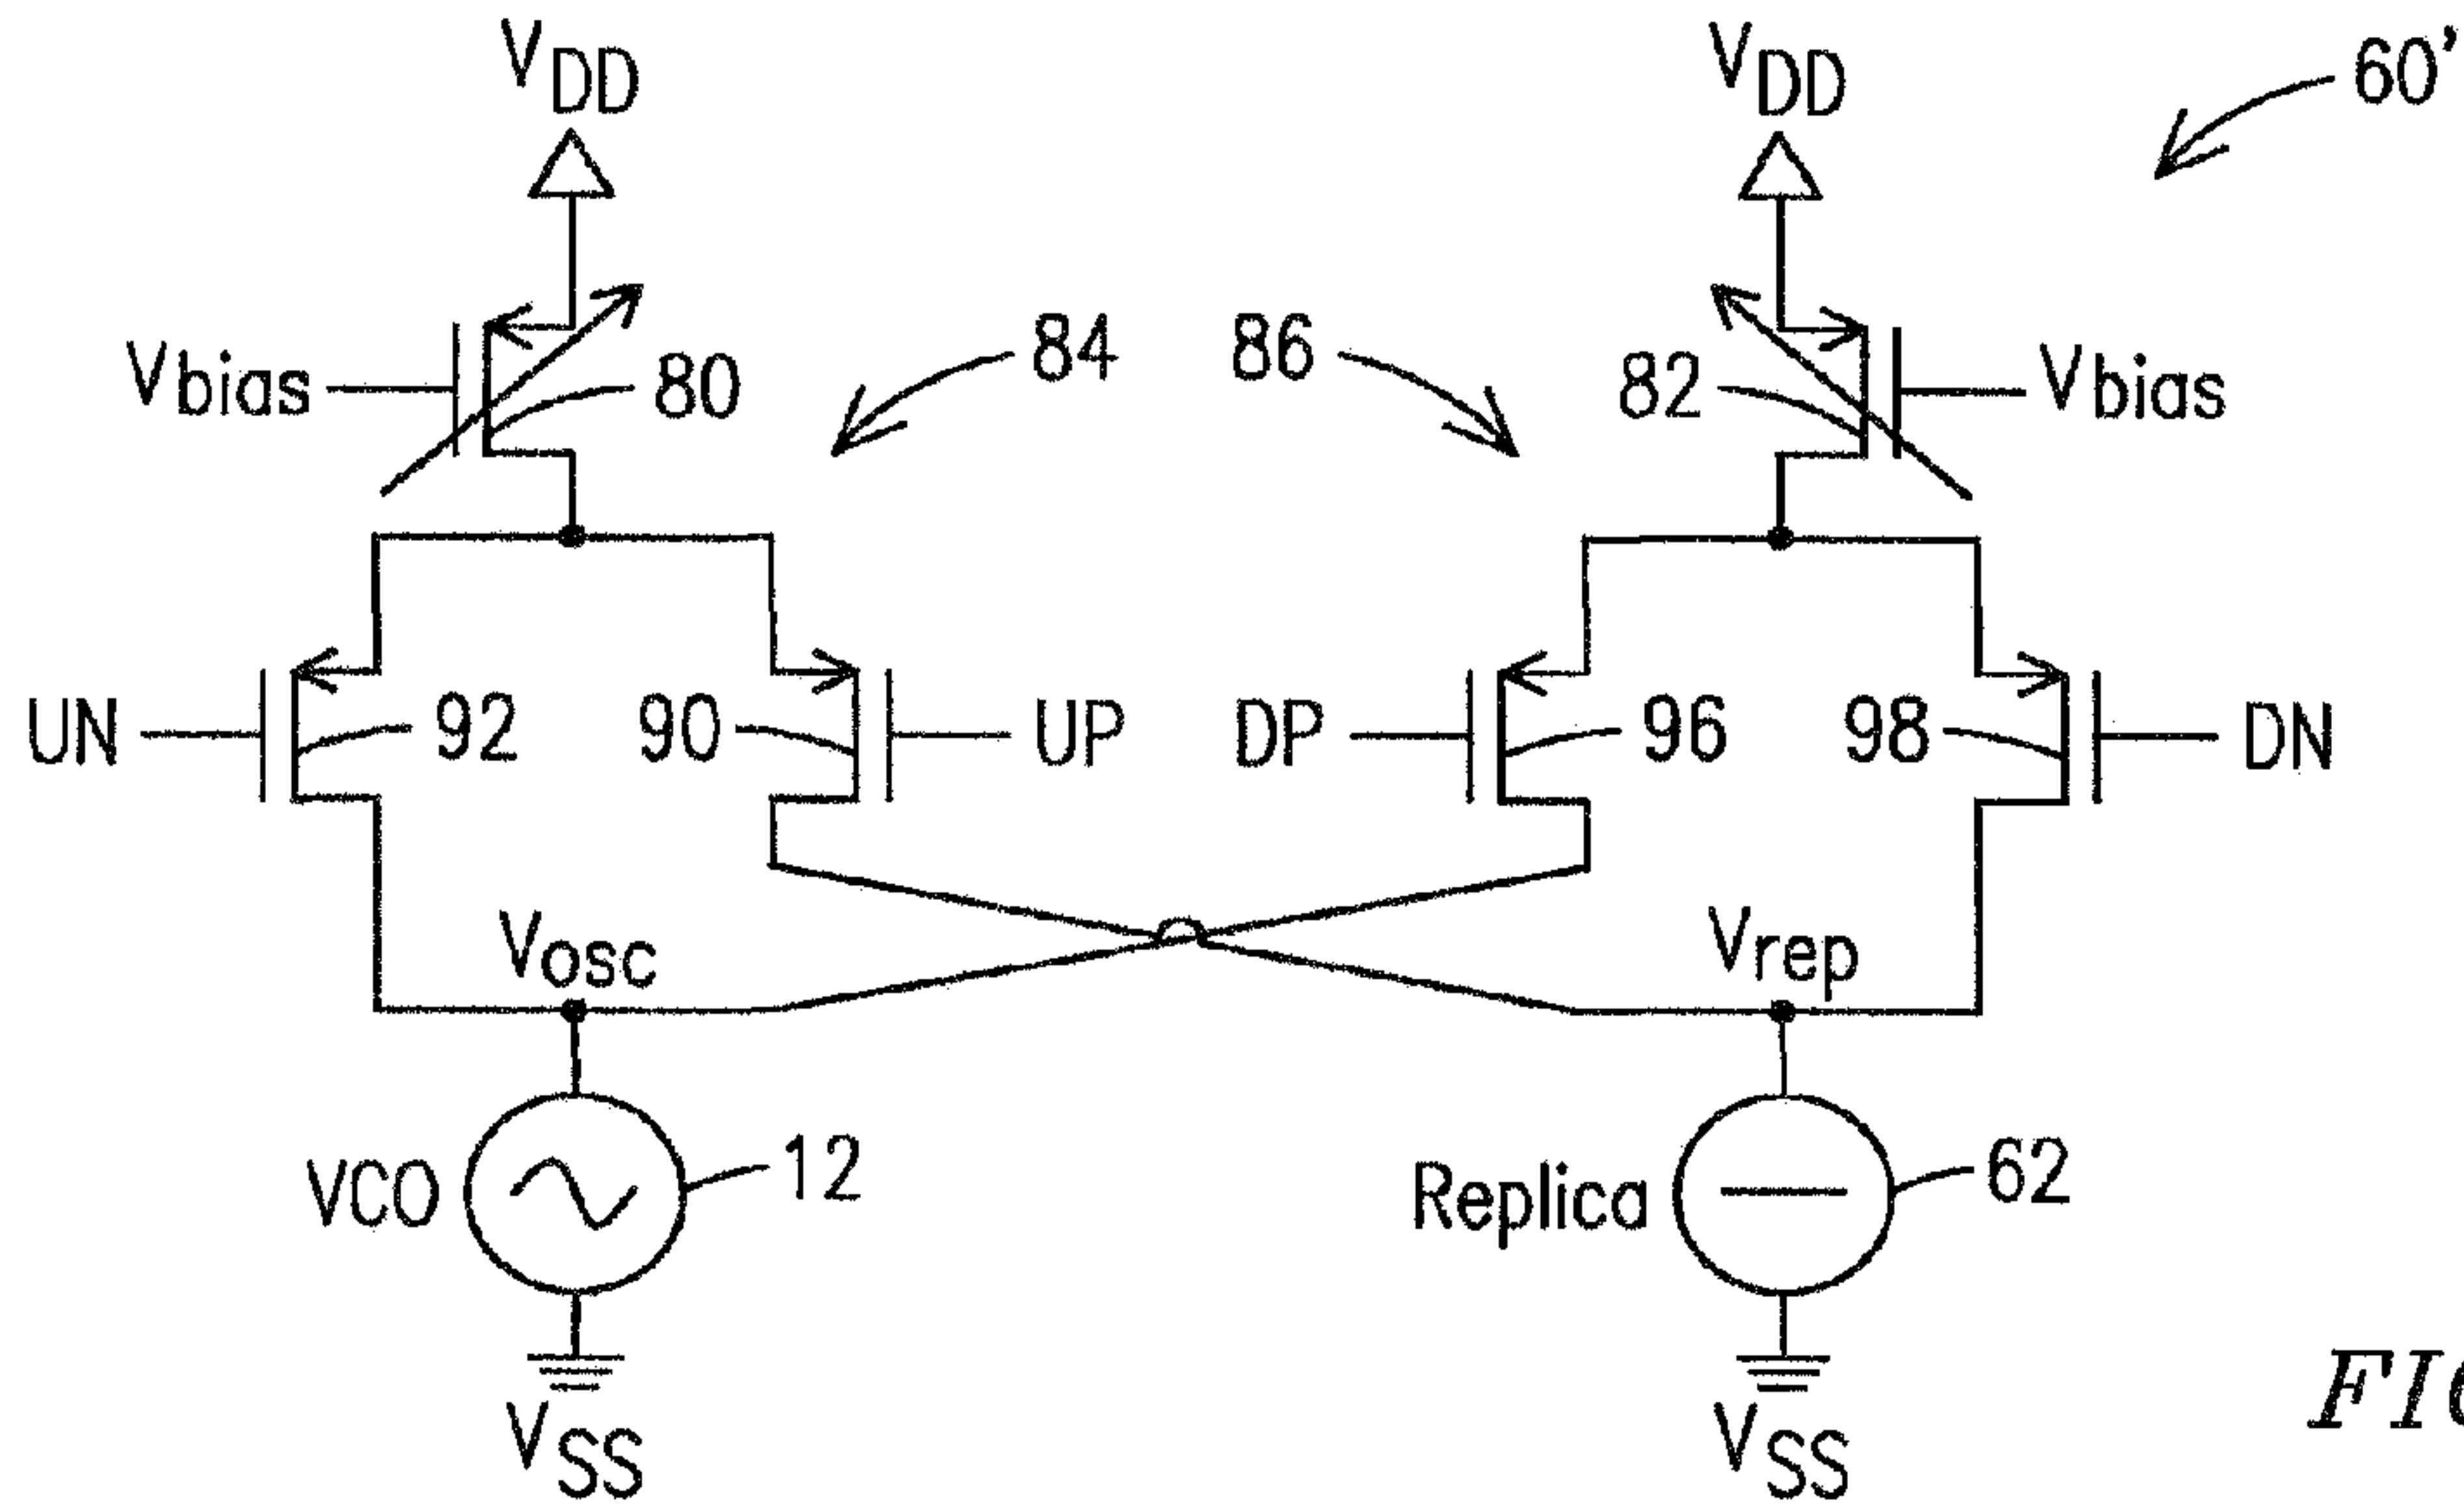 VDD
VDD
60'
Vbias
80
84
86
82
Vbias
UN
92
90
UP
DP
96
98
DN
Vosc
Vrep
VCO
12
Replica
62
VSS
VSS